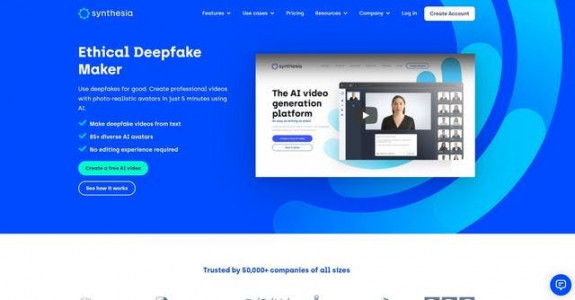 synthesia
Features Use cases Pricing Resources Company Log In Create Account
Ethical Deepfake
Maker
Use deepfakes for good. Create professional videos
with photo-realistic avatars in just 5 minutes using
AI.
Make deepfake videos from text
85+ diverse AI avatars
No editing experience required
Create a free AI video
See how it works
synthesia
The AI video
generation
platform
Trusted by 50,000+ companies of all sizes